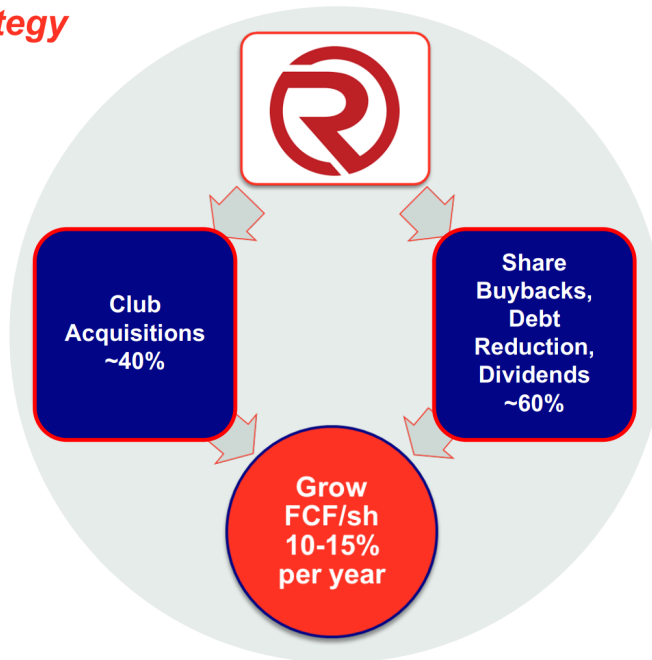 tegy
R
Club
Acquisitions
~40%
Share
Buybacks,
Debt
Reduction,
Dividends
~60%
Grow
FCF/sh
10-15%
per year